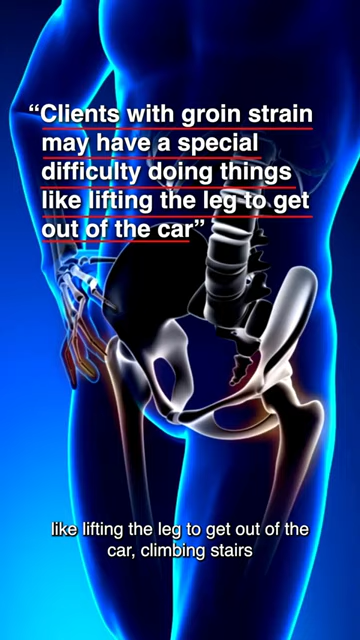 “Clients with groin strain
may have a special
difficulty doing things
like lifting the leg to get
out of the car”
like lifting the leg to get out of the
car, climbing stairs